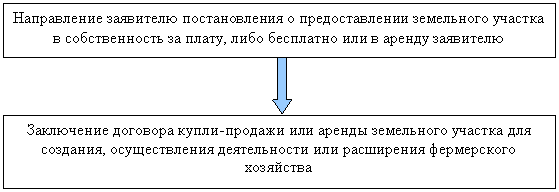 Направление заявителю постановления о предоставлении земельного участка
в собственность за плату, либо бесплатно или в аренду заявителю
Заключение договора купли-продажи или аренды земельного участка для
создания, осуществления деятельности или расширения фермерского
хозяйства